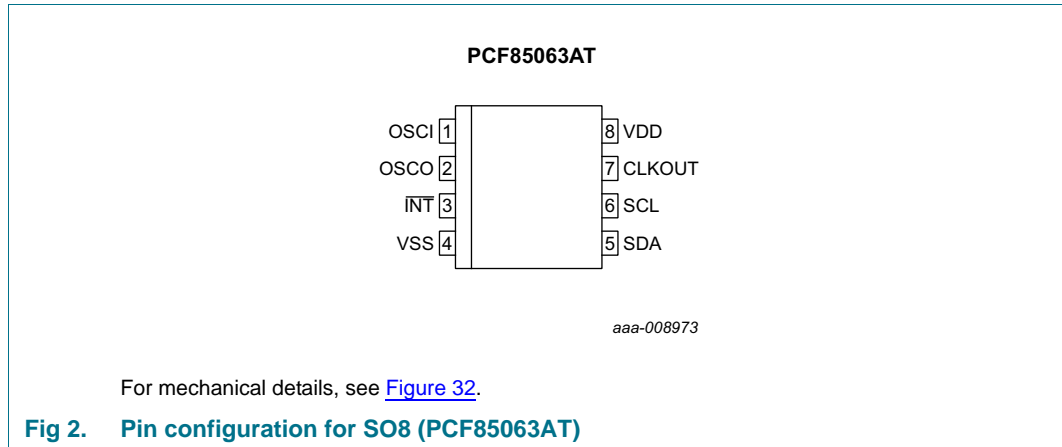 PCF85063AT
OSCI 1
OSCO 2
INT 3
VSS 4
8 VDD
7 CLKOUT
6 SCL
5 SDA
aaa-008973
For mechanical details, see Figure 32.
Fig 2. Pin configuration for SO8 (PCF85063AT)